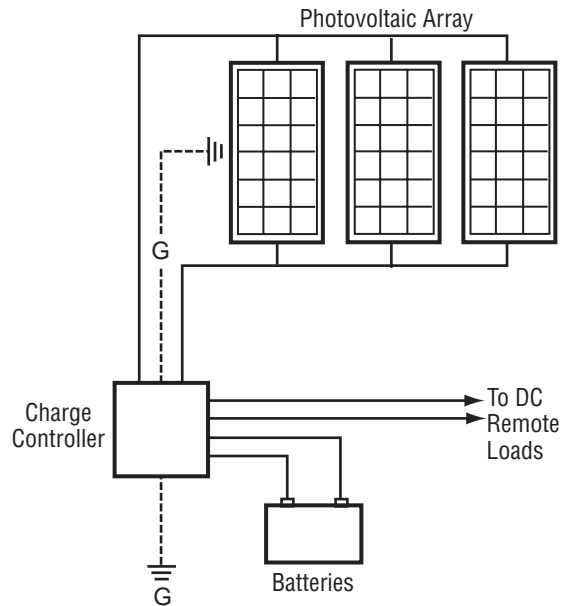 Photovoltaic Array
G
Charge
Controller
To DC
Remote
Loads
Batteries
G